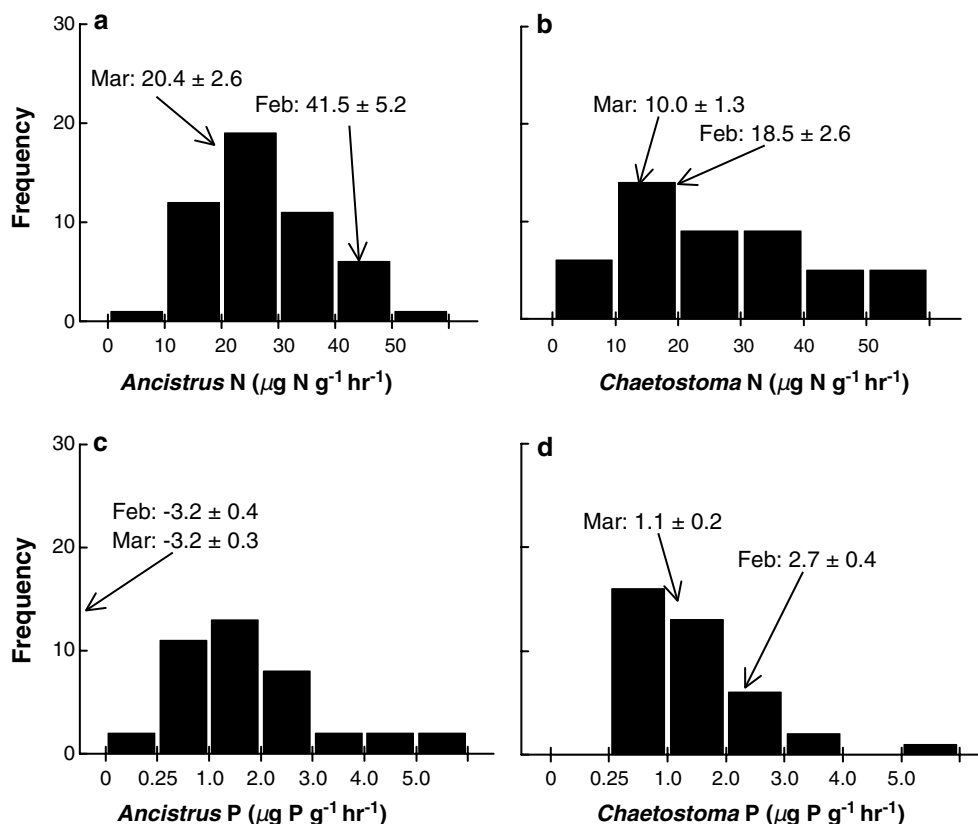 a
30
20
10
0
Frequency
Mar: 20.4 ± 2.6
Feb: 41.5 ± 5.2
0 10 20 30 40 50
Ancistrus N (μg N g⁻¹ hr⁻¹)
b
Mar: 10.0 ± 1.3
Feb: 18.5 ± 2.6
0 10 20 30 40 50
Chaetostoma N (μg N g⁻¹ hr⁻¹)
c
30
20
10
0
Frequency
Feb: -3.2 ± 0.4
Mar: -3.2 ± 0.3
0 0.25 1.0 2.0 3.0 4.0 5.0
Ancistrus P (μg P g⁻¹ hr⁻¹)
d
Mar: 1.1 ± 0.2
Feb: 2.7 ± 0.4
0 0.25 1.0 2.0 3.0 4.0 5.0
Chaetostoma P (μg P g⁻¹ hr⁻¹)